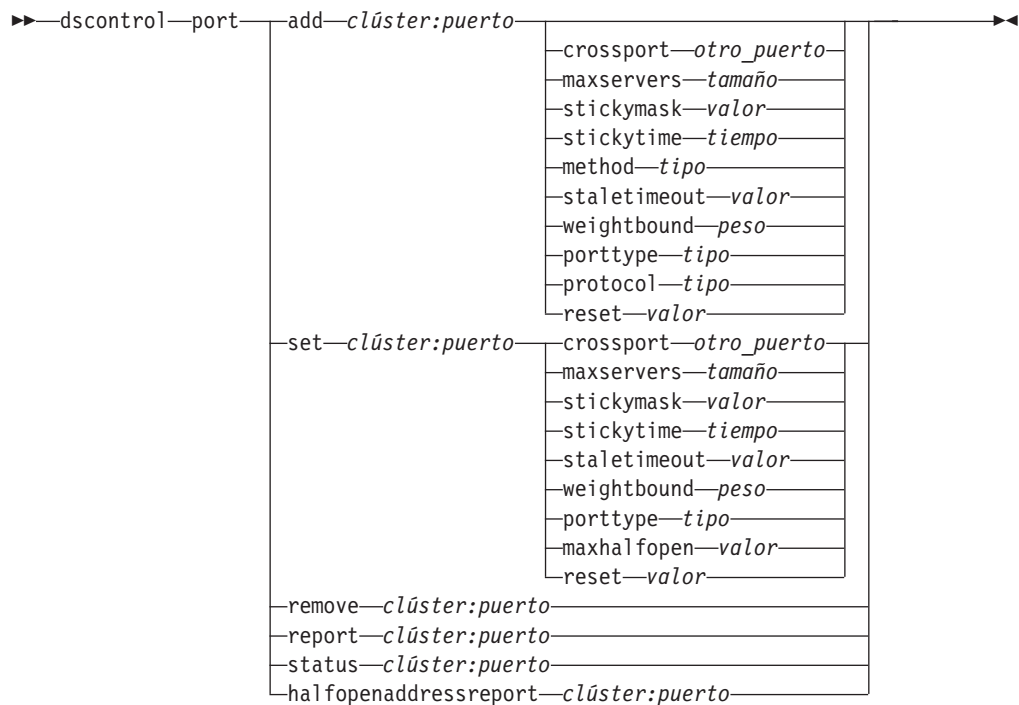 dscontrol port add clúster:puerto
crossport otro_puerto
maxservers tamaño
stickymask valor
stickytime tiempo
method tipo
staletimeout valor
weightbound peso
porttype tipo
protocol tipo
reset valor
set clúster:puerto crossport otro_puerto
maxservers tamaño
stickymask valor
stickytime tiempo
staletimeout valor
weightbound peso
porttype tipo
maxhalfopen valor
reset valor
remove clúster:puerto
report clúster:puerto
status clúster:puerto
halfopenaddressreport clúster:puerto